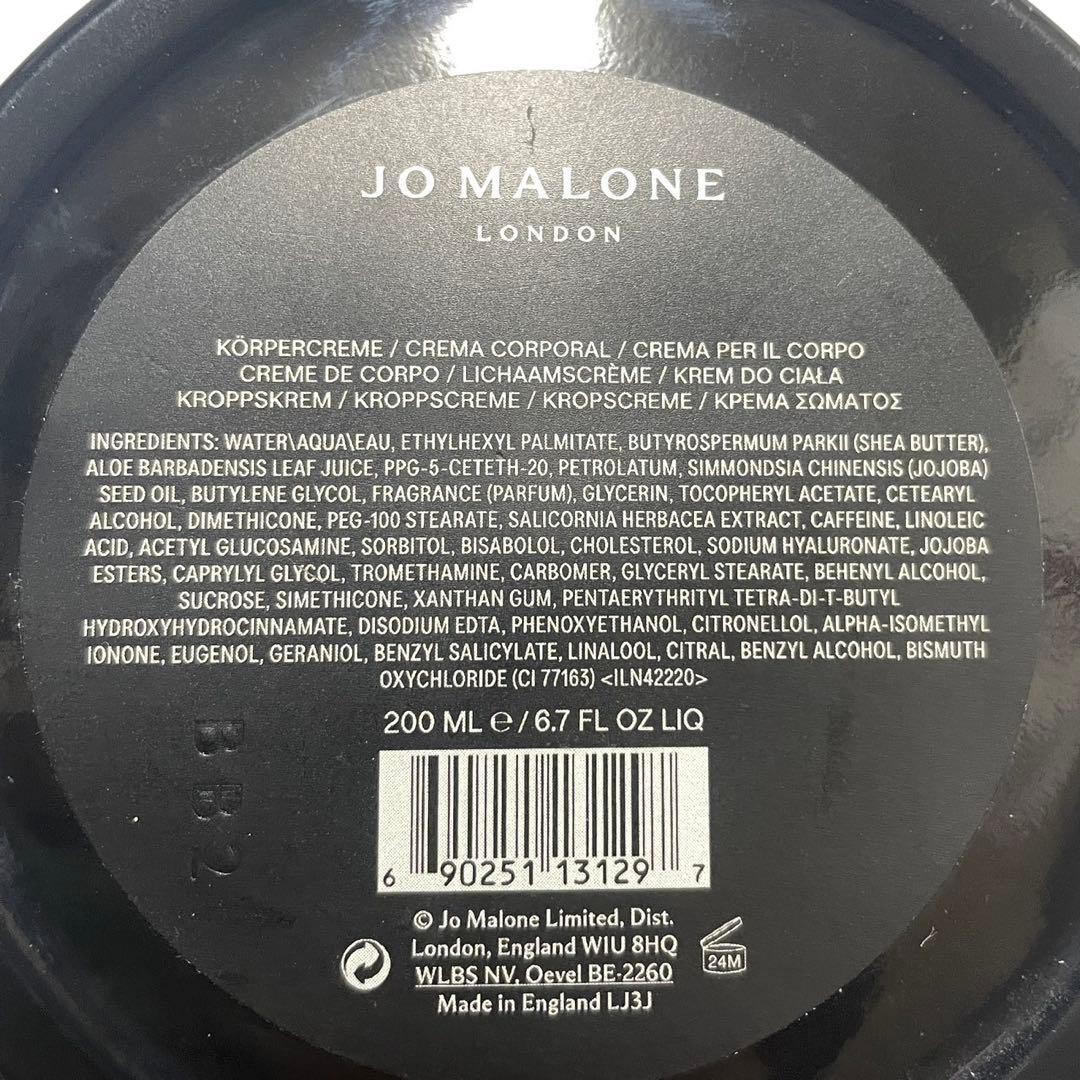 JO MALONE
LONDON
KÖRPERCREME / CREMA CORPORAL / CREMA PER IL CORPO
CREME DE CORPO / LICHAAMSCRÈME / KREM DO CIAŁA
KROPPSKREM / KROPPSCREME / KROPSCREME / ΚΡΕΜΑ ΣΩΜΑΤΟΣ
INGREDIENTS: WATER\AQUA\EAU, ETHYLHEXYL PALMITATE, BUTYROSPERMUM PARKII (SHEA BUTTER),
ALOE BARBADENSIS LEAF JUICE, PPG-5-CETETH-20, PETROLATUM, SIMMONDSIA CHINENSIS (JOJOBA)
SEED OIL, BUTYLENE GLYCOL, FRAGRANCE (PARFUM), GLYCERIN, TOCOPHERYL ACETATE, CETEARYL
ALCOHOL, DIMETHICONE, PEG-100 STEARATE, SALICORNIA HERBACEA EXTRACT, CAFFEINE, LINOLEIC
ACID, ACETYL GLUCOSAMINE, SORBITOL, BISABOLOL, CHOLESTEROL, SODIUM HYALURONATE, JOJOBA
ESTERS, CAPRYLYL GLYCOL, TROMETHAMINE, CARBOMER, GLYCERYL STEARATE, BEHENYL ALCOHOL,
SUCROSE, SIMETHICONE, XANTHAN GUM, PENTAERYTHRITYL TETRA-DI-T-BUTYL
HYDROXYHYDROCINNAMATE, DISODIUM EDTA, PHENOXYETHANOL, CITRONELLOL, ALPHA-ISOMETHYL
IONONE, EUGENOL, GERANIOL, BENZYL SALICYLATE, LINALOOL, CITRAL, BENZYL ALCOHOL, BISMUTH
OXYCHLORIDE (CI 77163) <ILN42220>
200 ML ℮ / 6.7 FL OZ LIQ
BB2
6 90251 13129 7
© Jo Malone Limited, Dist.
London, England W1U 8HQ
WLBS NV, Oevel BE-2260
Made in England LJ3J
24M